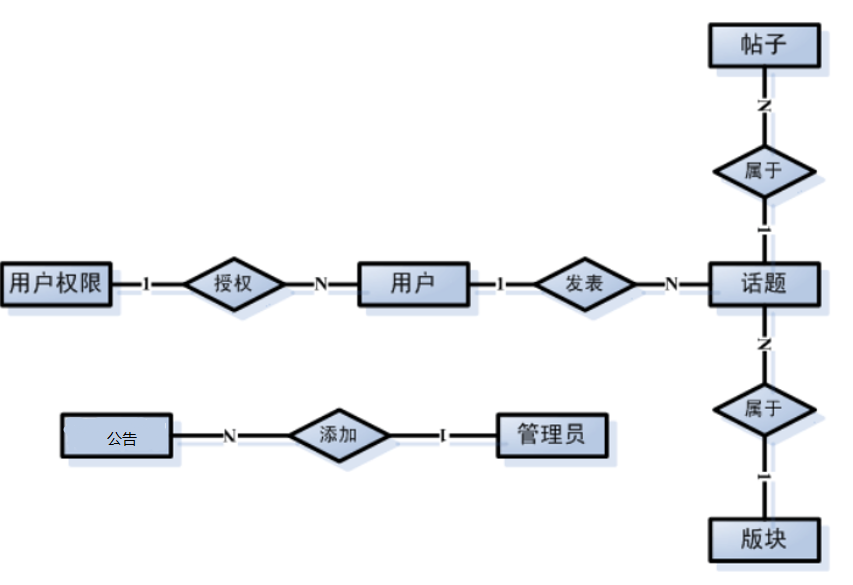 帖子
N
属于
1
用户权限 1 授权 N 用户 1 发表 N 话题
N
公告 N 添加 1 管理员
属于
1
版块